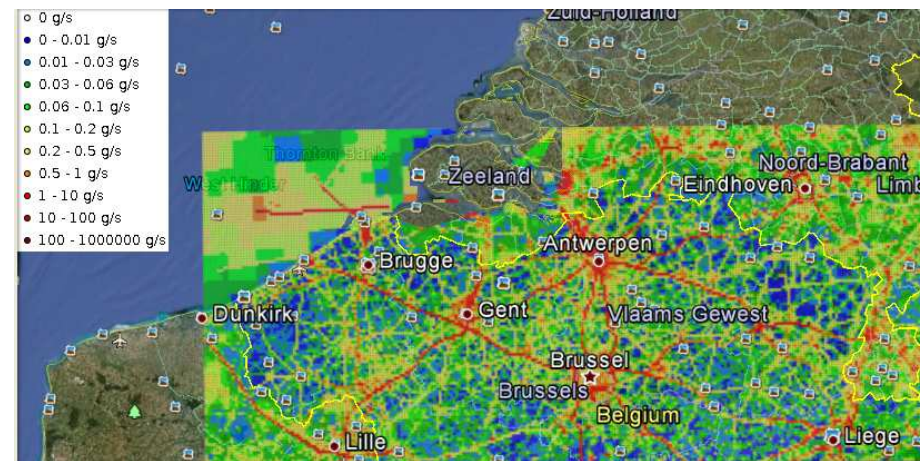 0 g/s
0 - 0.01 g/s
0.01 - 0.03 g/s
0.03 - 0.06 g/s
0.06 - 0.1 g/s
0.1 - 0.2 g/s
0.2 - 0.5 g/s
0.5 - 1 g/s
1 - 10 g/s
10 - 100 g/s
100 - 1000000 g/s
Zuid-Holland
Thornton Bank
West Hinder
Zeeland
Noord-Brabant
Eindhoven
Limb
Antwerpen
Brugge
Dunkirk
Gent
Vlaams Gewest
Brussel
Brussels
Belgium
Lille
Liege